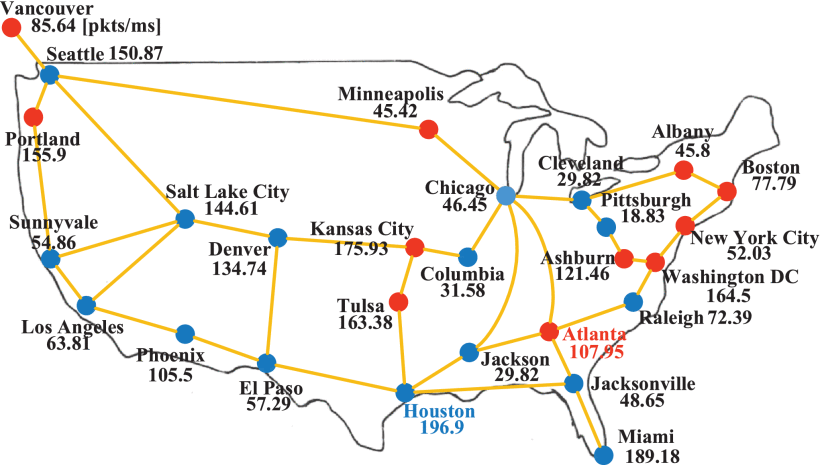 Vancouver
85.64 [pkts/ms]
Seattle 150.87
Minneapolis
45.42
Portland
155.9
Albany
45.8
Cleveland
29.82
Boston
77.79
Salt Lake City
144.61
Chicago
46.45
Pittsburgh
18.83
Sunnyvale
54.86
Denver
134.74
Kansas City
175.93
New York City
52.03
Columbia
31.58
Ashburn
121.46
Washington DC
164.5
Tulsa
163.38
Raleigh 72.39
Los Angeles
63.81
Phoenix
105.5
Atlanta
107.95
Jackson
29.82
El Paso
57.29
Houston
196.9
Jacksonville
48.65
Miami
189.18